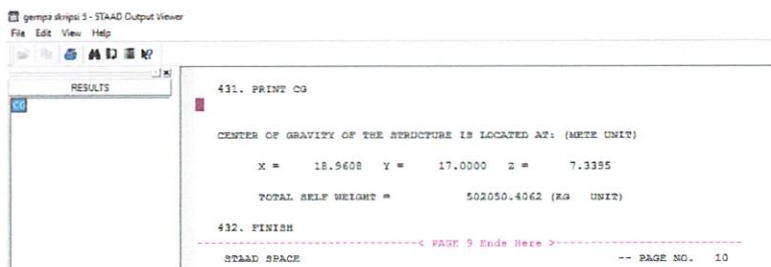 gempa skripsi 5 - STAAD Output Viewer
File Edit View Help
RESULTS
CG
431. PRINT CG
CENTER OF GRAVITY OF THE STRUCTURE IS LOCATED AT: (METE UNIT)
X = 18.9608 Y = 17.0000 Z = 7.3395
TOTAL SELF WEIGHT = 502050.4062 (KG UNIT)
432. FINISH
< PAGE 9 Ends Here >
STAAD SPACE -- PAGE NO. 10